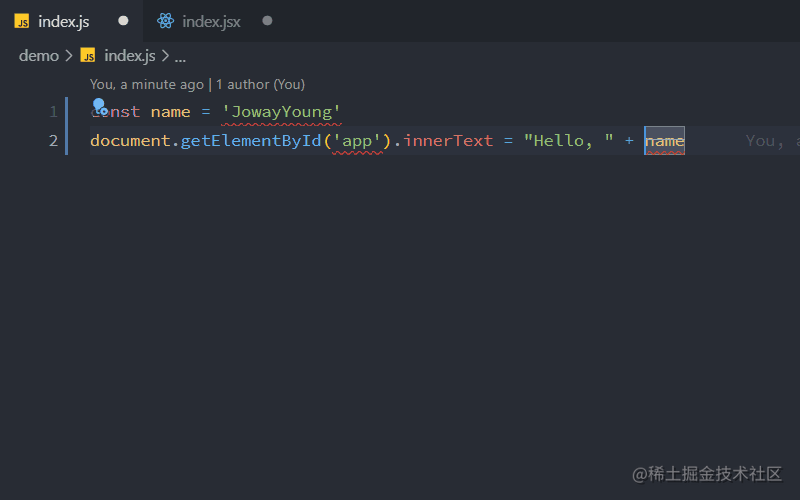 JS index.js index.jsx
demo > JS index.js > ...
You, a minute ago | 1 author (You)
1 const name = 'JowayYoung'
2 document.getElementById('app').innerText = "Hello, " + name You, a
@稀土掘金技术社区